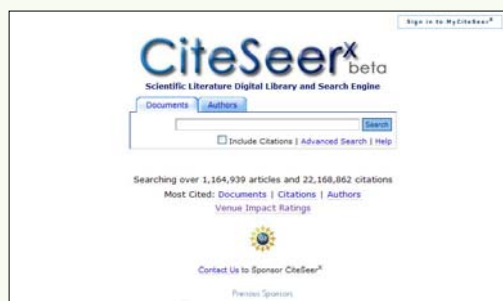 Sign in to MyCiteSeerX
CiteSeerX
beta
Scientific Literature Digital Library and Search Engine
Documents Authors
Search
Include Citations | Advanced Search | Help
Searching over 1,164,939 articles and 22,168,862 citations
Most Cited: Documents | Citations | Authors
Venue Impact Ratings
Contact Us to Sponsor CiteSeerX
Previous Sponsors